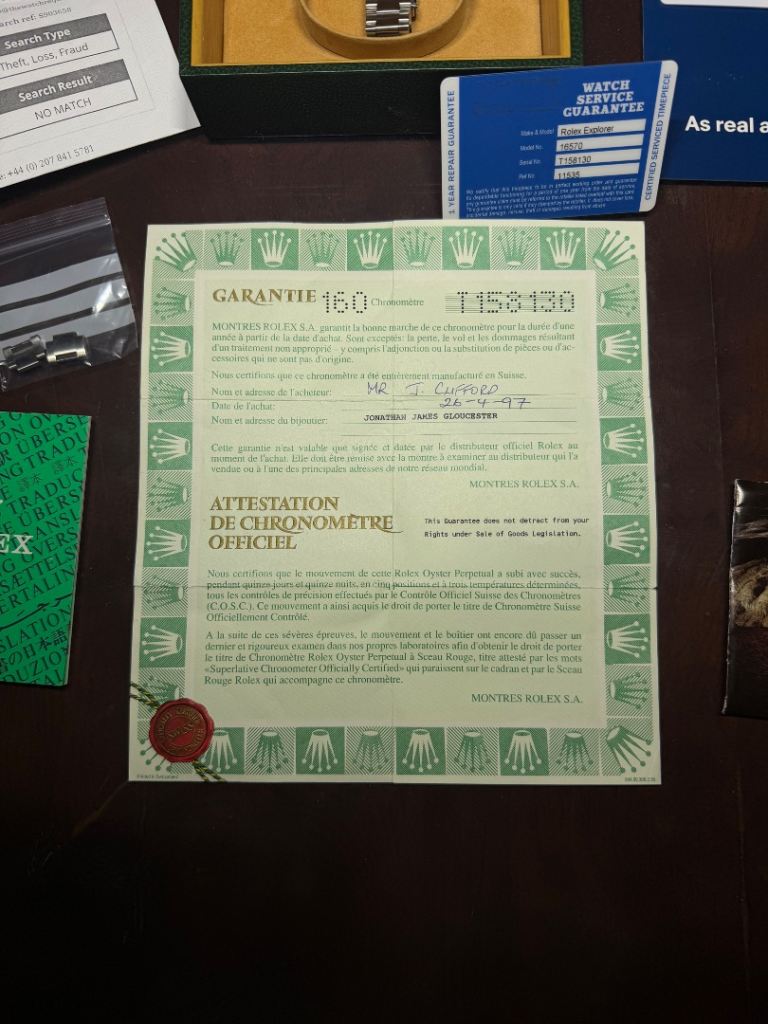 Search Type
Theft, Loss, Fraud
Search Result
NO MATCH
+44 (0) 207 841 5781
1 YEAR REPAIR GUARANTEE
WATCH
SERVICE
GUARANTEE
Make & Model Rolex Explorer
Model No. 16570
Serial No. T158130
Ref No 11535
CERTIFIED SERVICED TIMEPIECE
As real a
GARANTIE 160 Chronomètre T158130
MONTRES ROLEX S.A. garantit la bonne marche de ce chronomètre pour la durée d'une
année à partir de la date d'achat. Sont exceptés: la perte, le vol et les dommages résultant
d'un traitement non approprié – y compris l'adjonction ou la substitution de pièces ou d'ac-
cessoires qui ne sont pas d'origine.
Nous certifions que ce chronomètre a été entièrement manufacturé en Suisse.
Nom et adresse de l'acheteur: MR J. CLIFFORD
Date de l'achat: 26-4-97
Nom et adresse du bijoutier: JONATHAN JAMES GLOUCESTER
Cette garantie n'est valable que signée et datée par le distributeur officiel Rolex au
moment de l'achat. Elle doit être remise avec la montre à examiner au distributeur qui l'a
vendue ou à l'une des principales adresses de notre réseau mondial.
MONTRES ROLEX S.A.
ATTESTATION
DE CHRONOMÈTRE
OFFICIEL
This Guarantee does not detract from your
Rights under Sale of Goods Legislation.
Nous certifions que le mouvement de cette Rolex Oyster Perpetual a subi avec succès,
pendant quinze jours et quinze nuits, en cinq positions et à trois températures déterminées,
tous les contrôles de précision effectués par le Contrôle Officiel Suisse des Chronomètres
(C.O.S.C.). Ce mouvement a ainsi acquis le droit de porter le titre de Chronomètre Suisse
Officiellement Contrôlé.
A la suite de ces sévères épreuves, le mouvement et le boîtier ont encore dû passer un
dernier et rigoureux examen dans nos propres laboratoires afin d'obtenir le droit de porter
le titre de Chronomètre Rolex Oyster Perpetual à Sceau Rouge, titre attesté par les mots
«Superlative Chronometer Officially Certified» qui paraissent sur le cadran et par le Sceau
Rouge Rolex qui accompagne ce chronomètre.
MONTRES ROLEX S.A.
Printed in Switzerland